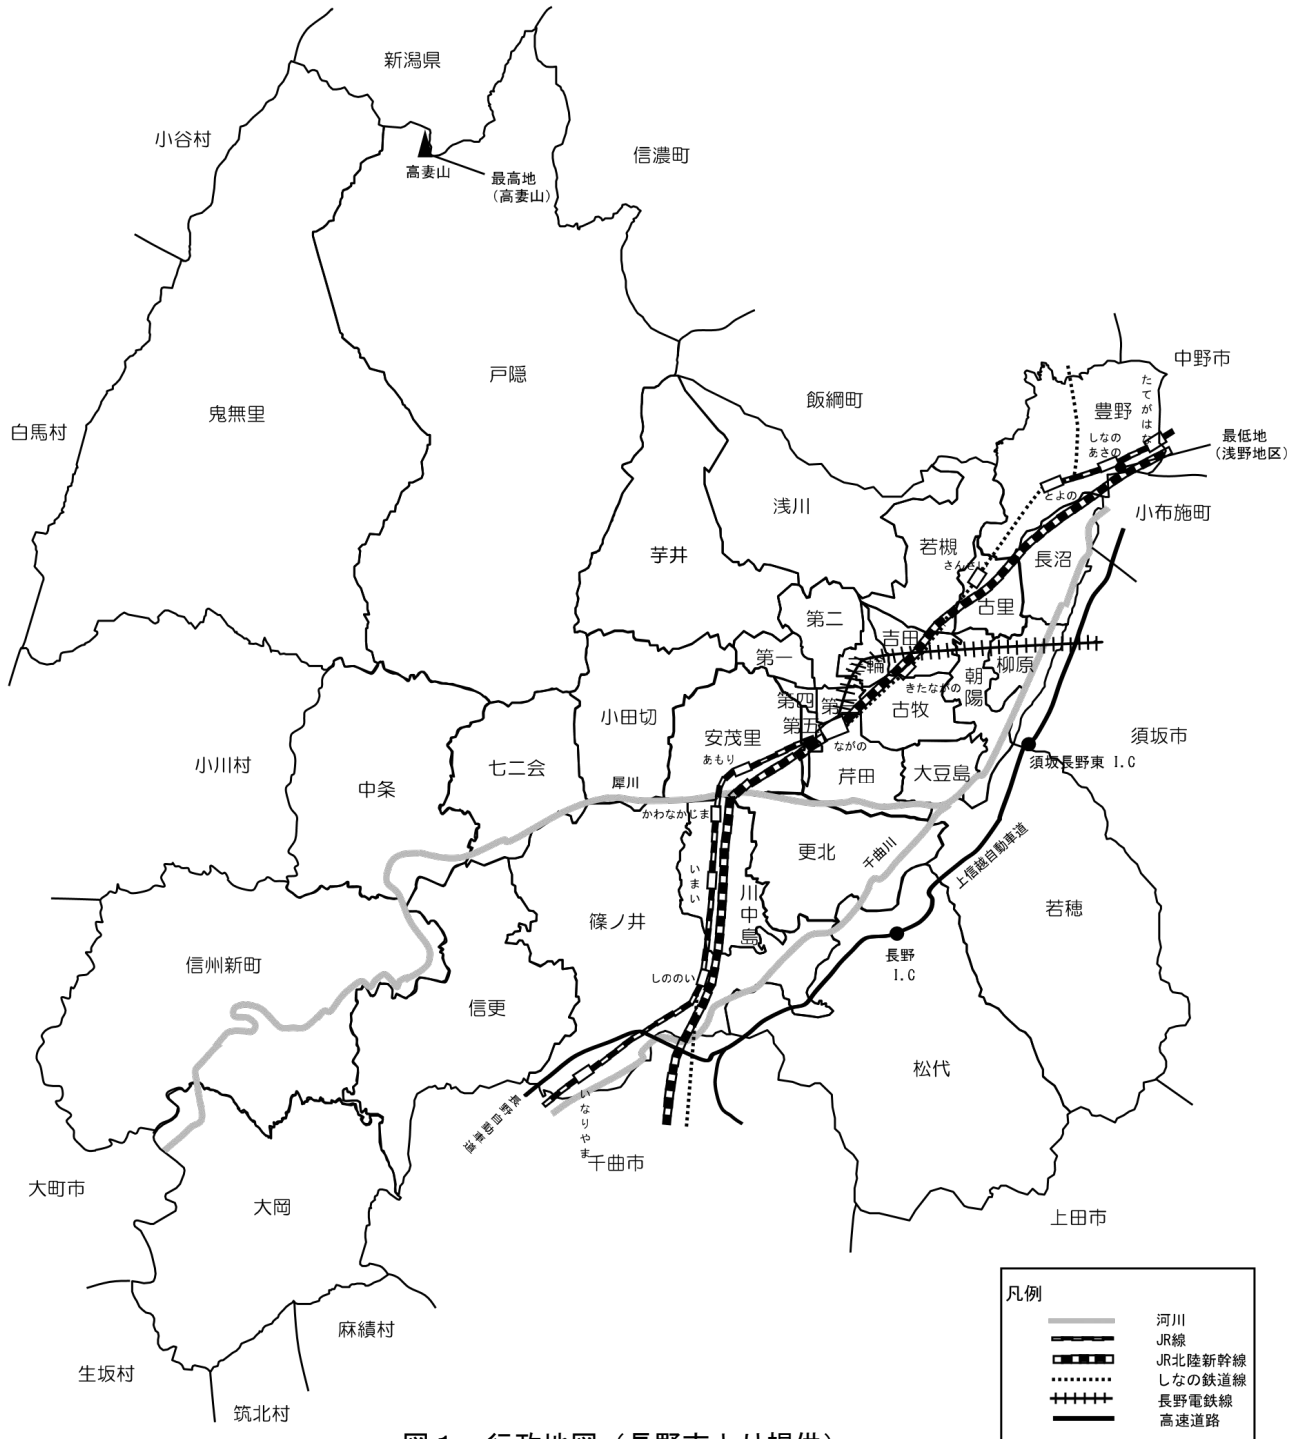 新潟県
小谷村
信濃町
高妻山
最高地
(高妻山)
中野市
戸隠
飯綱町
たてがはな
豊野
鬼無里
白馬村
しなの
あさの
最低地
(浅野地区)
とよの
小布施町
浅川
若槻
芋井
さんさい
長沼
古里
第二
吉田
第一
三輪
柳原
朝陽
きたながの
第四
第三
古牧
小田切
第五
安茂里
ながの
須坂市
あもり
須坂長野東 I.C
小川村
七二会
中条
犀川
芹田
大豆島
かわなかじま
更北
千曲川
上信越自動車道
いまい
川中島
若穂
篠ノ井
長野
I.C
信州新町
しののい
信更
松代
長野自動車道
いなりやま
千曲市
大町市
大岡
上田市
麻績村
生坂村
筑北村
凡例
河川
JR線
JR北陸新幹線
しなの鉄道線
長野電鉄線
高速道路
図1 行政地図（長野市より提供）